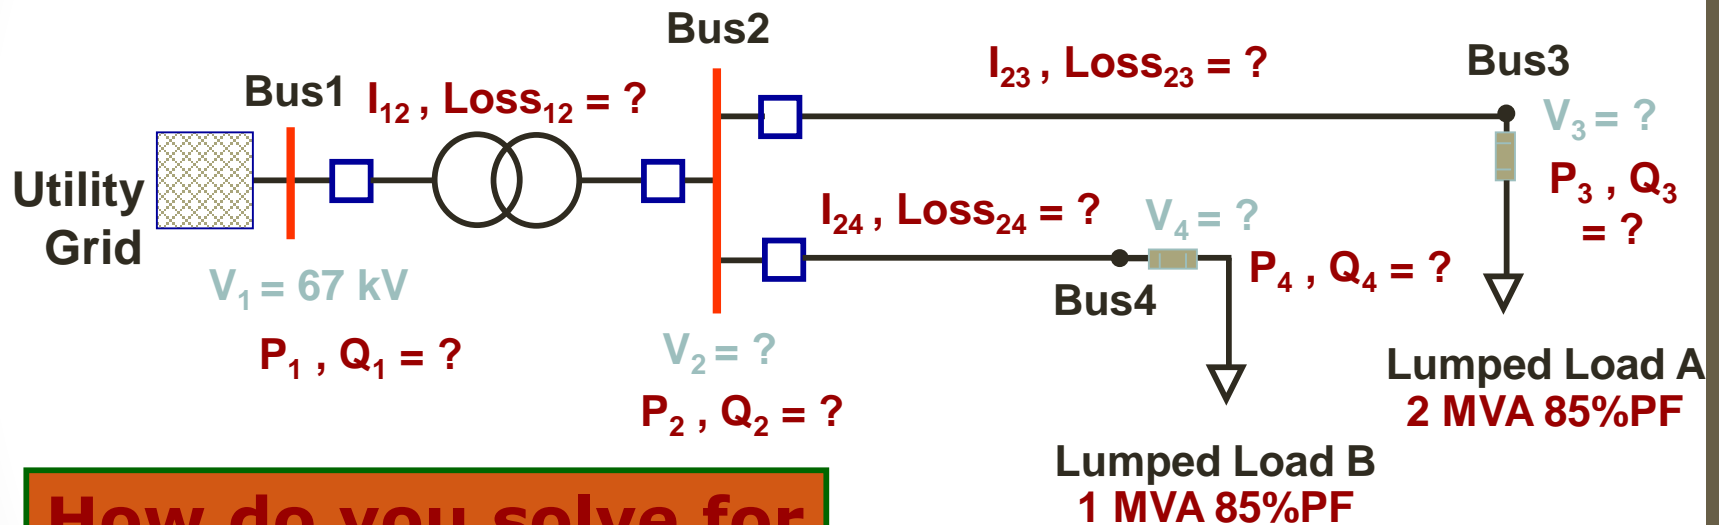 Bus2
I23 , Loss23 = ?
Bus3
Bus1
I12 , Loss12 = ?
V3 = ?
Utility
Grid
P3 , Q3
= ?
I24 , Loss24 = ?
V4 = ?
P4 , Q4 = ?
Bus4
V1 = 67 kV
P1 , Q1 = ?
V2 = ?
P2 , Q2 = ?
Lumped Load A
2 MVA 85%PF
Lumped Load B
1 MVA 85%PF
How do you solve for